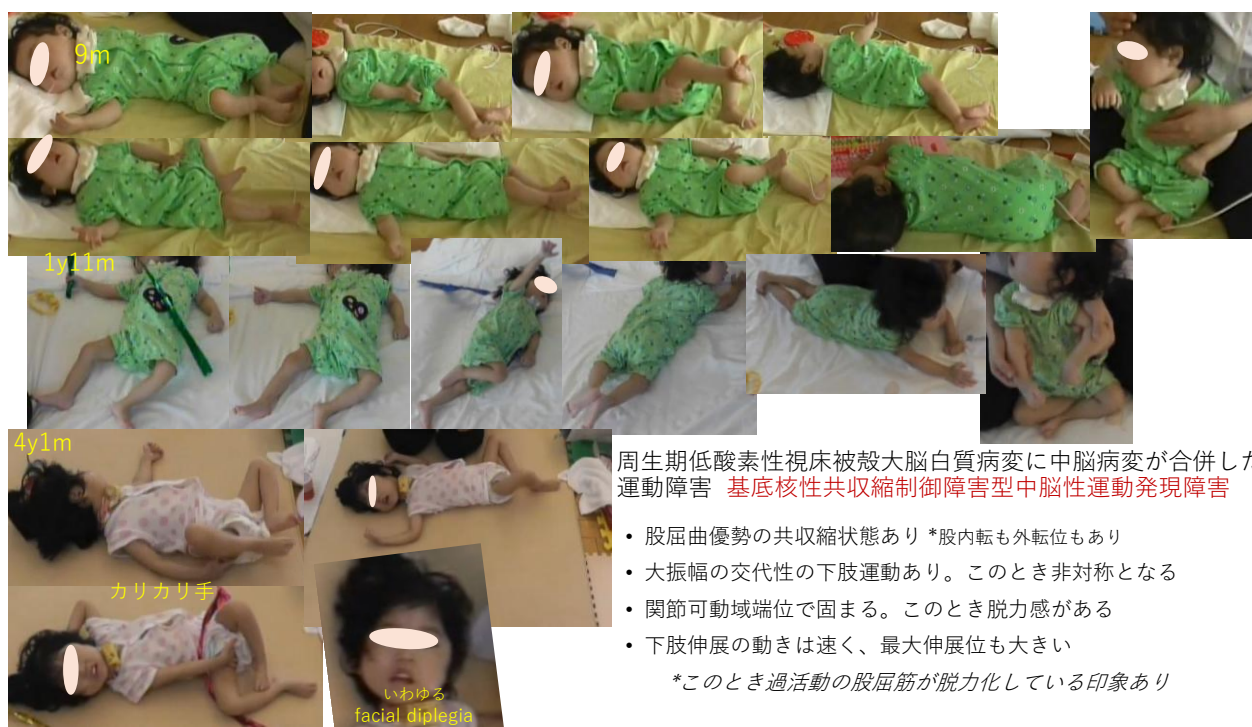 9m
1y11m
4y1m
カリカリ手
いわゆる
facial diplegia
周生期低酸素性視床被殻大脳白質病変に中脳病変が合併した
運動障害 基底核性共収縮制御障害型中脳性運動発現障害
• 股屈曲優勢の共収縮状態あり *股内転も外転位もあり
• 大振幅の交代性の下肢運動あり。このとき非対称となる
• 関節可動域端位で固まる。このとき脱力感がある
• 下肢伸展の動きは速く、最大伸展位も大きい
*このとき過活動の股屈筋が脱力化している印象あり